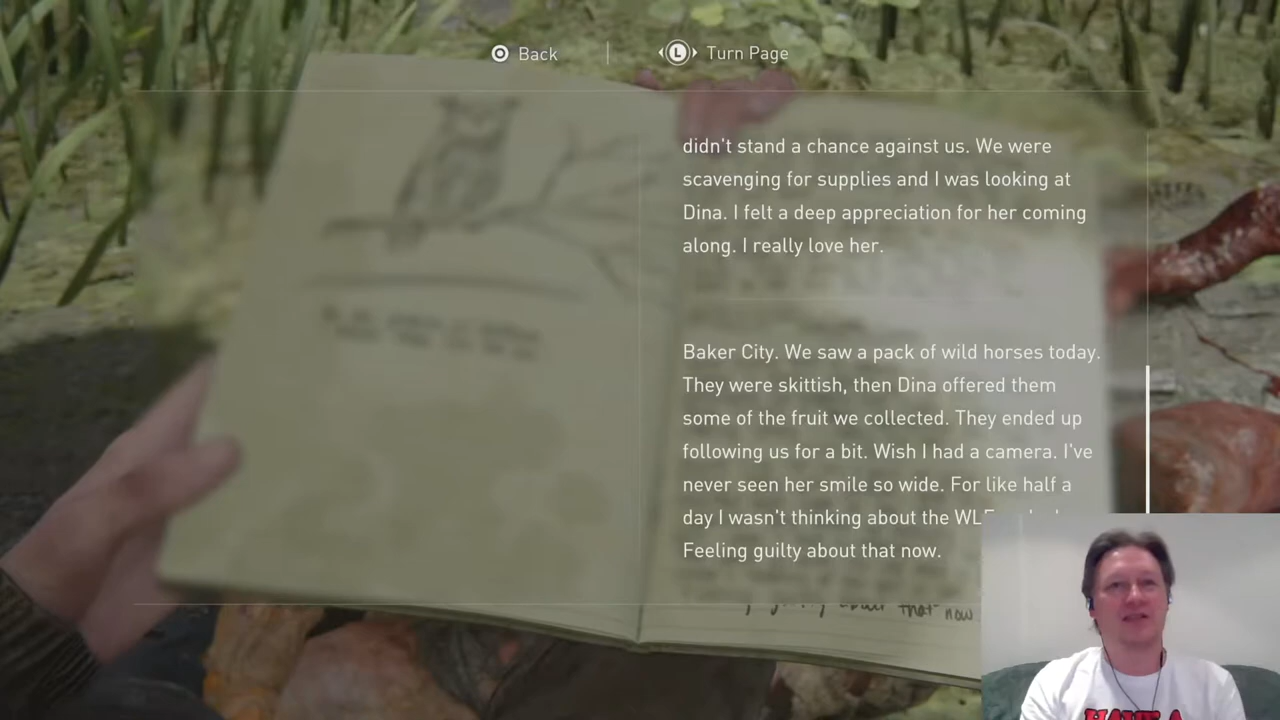 Back
Turn Page
didn't stand a chance against us. We were
scavenging for supplies and I was looking at
Dina. I felt a deep appreciation for her coming
along. I really love her.
Baker City. We saw a pack of wild horses today.
They were skittish, then Dina offered them
some of the fruit we collected. They ended up
following us for a bit. Wish I had a camera. I've
never seen her smile so wide. For like half a
day I wasn't thinking about the
Feeling guilty about that now.
about that now
HAVE A